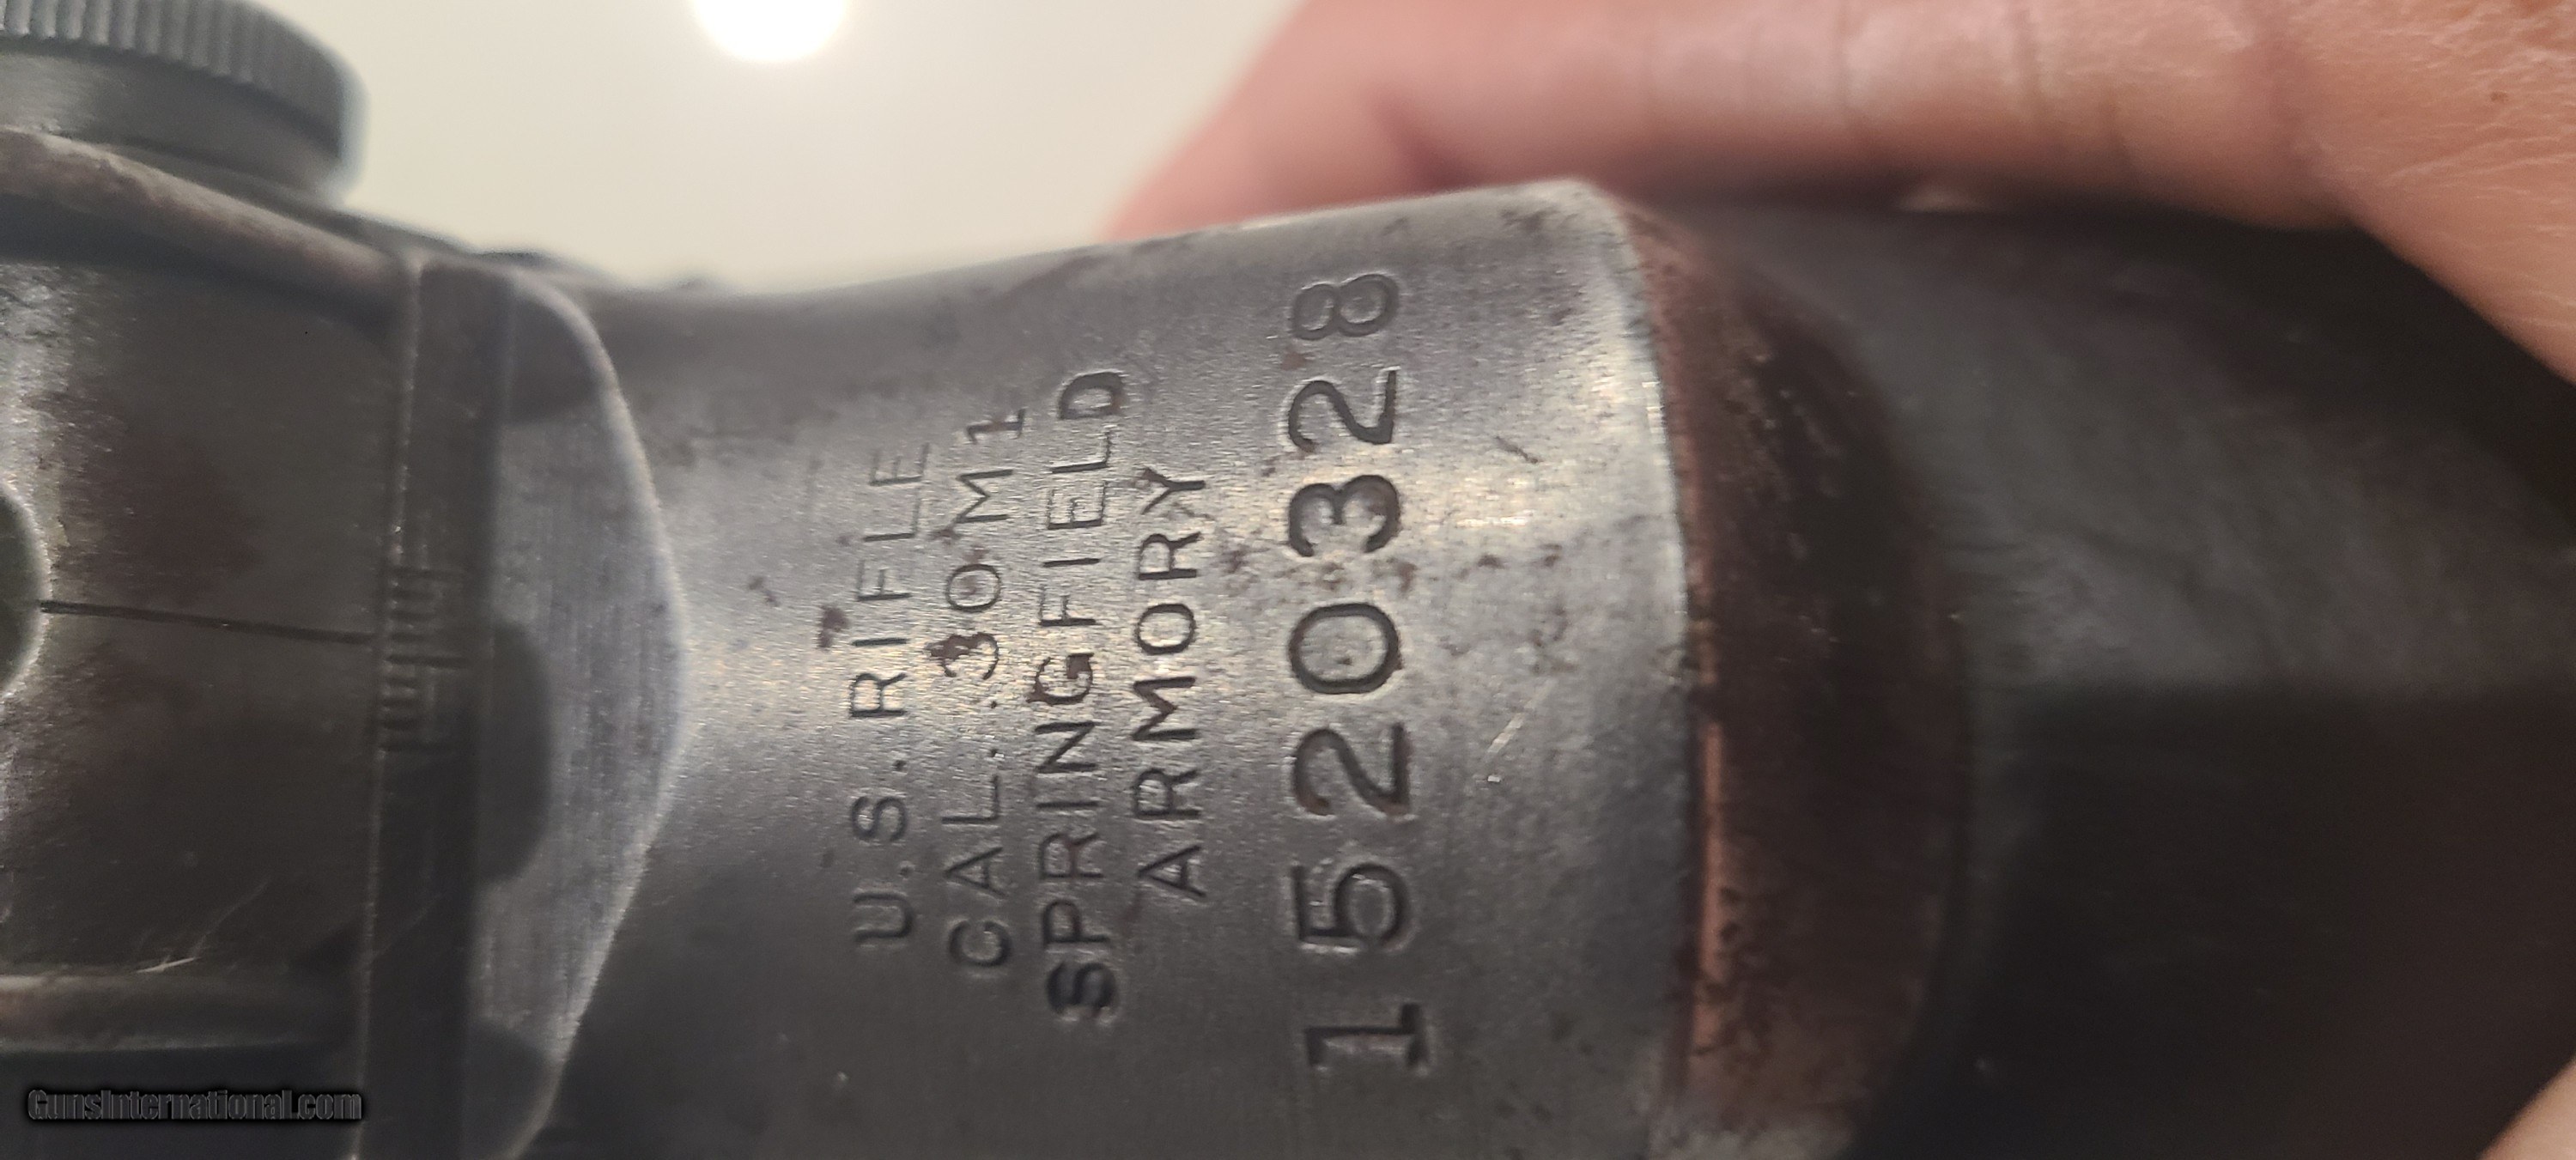 U.S. RIFLE
CAL. .30 M1
SPRINGFIELD
ARMORY
1520328
GunsInternational.com